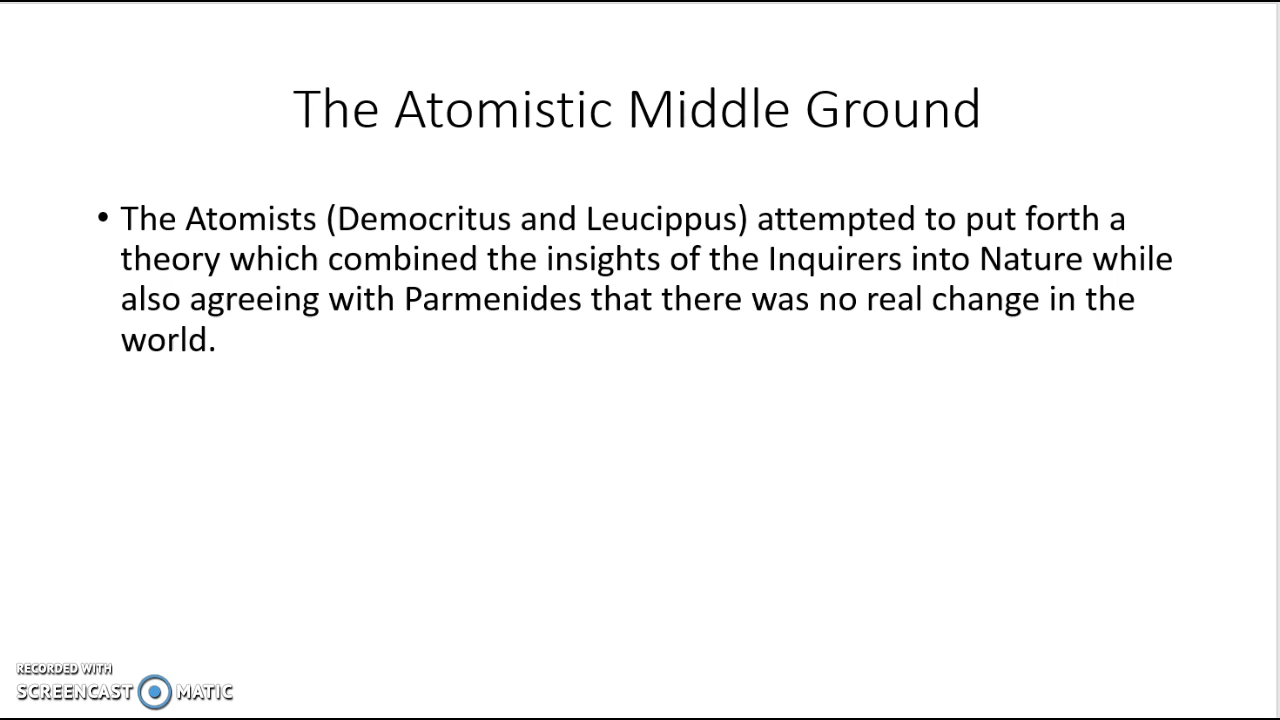 The Atomistic Middle Ground
• The Atomists (Democritus and Leucippus) attempted to put forth a
theory which combined the insights of the Inquirers into Nature while
also agreeing with Parmenides that there was no real change in the
world.
RECORDED WITH
SCREENCAST MATIC